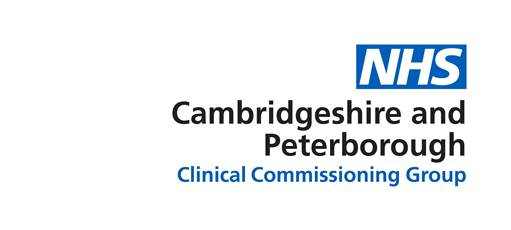 NHS
Cambridgeshire and
Peterborough
Clinical Commissioning Group